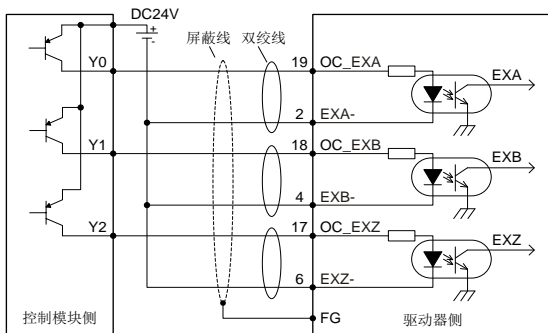 DC24V
+
-
屏蔽线 双绞线
Y0 19 OC_EXA EXA
2 EXA-
Y1 18 OC_EXB EXB
4 EXB-
Y2 17 OC_EXZ EXZ
6 EXZ-
控制模块侧 FG 驱动器侧